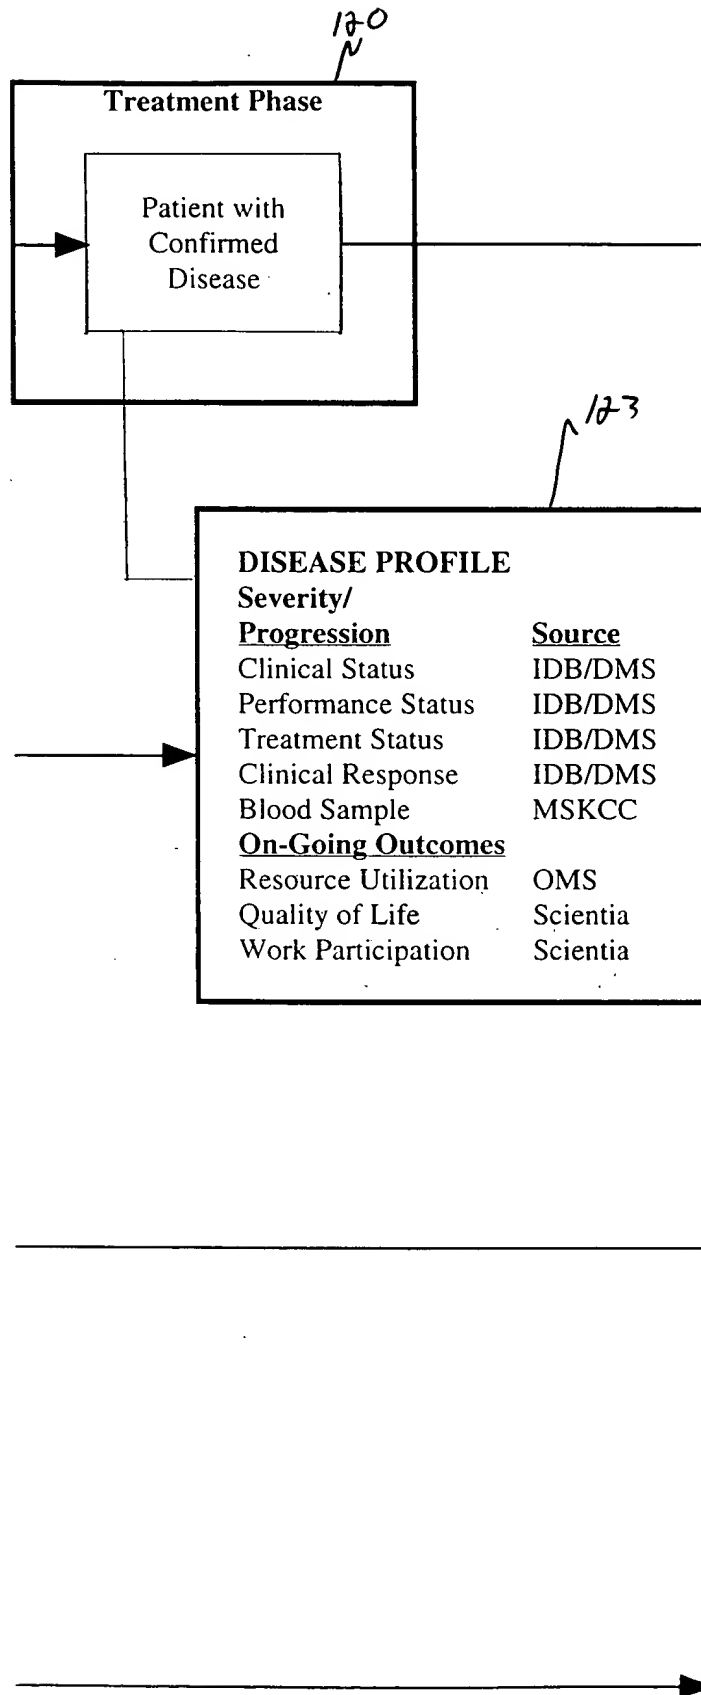 120
Treatment Phase
Patient with
Confirmed
Disease
123
DISEASE PROFILE
Severity/
Progression Source
Clinical Status IDB/DMS
Performance Status IDB/DMS
Treatment Status IDB/DMS
Clinical Response IDB/DMS
Blood Sample MSKCC
On-Going Outcomes
Resource Utilization OMS
Quality of Life Scientia
Work Participation Scientia